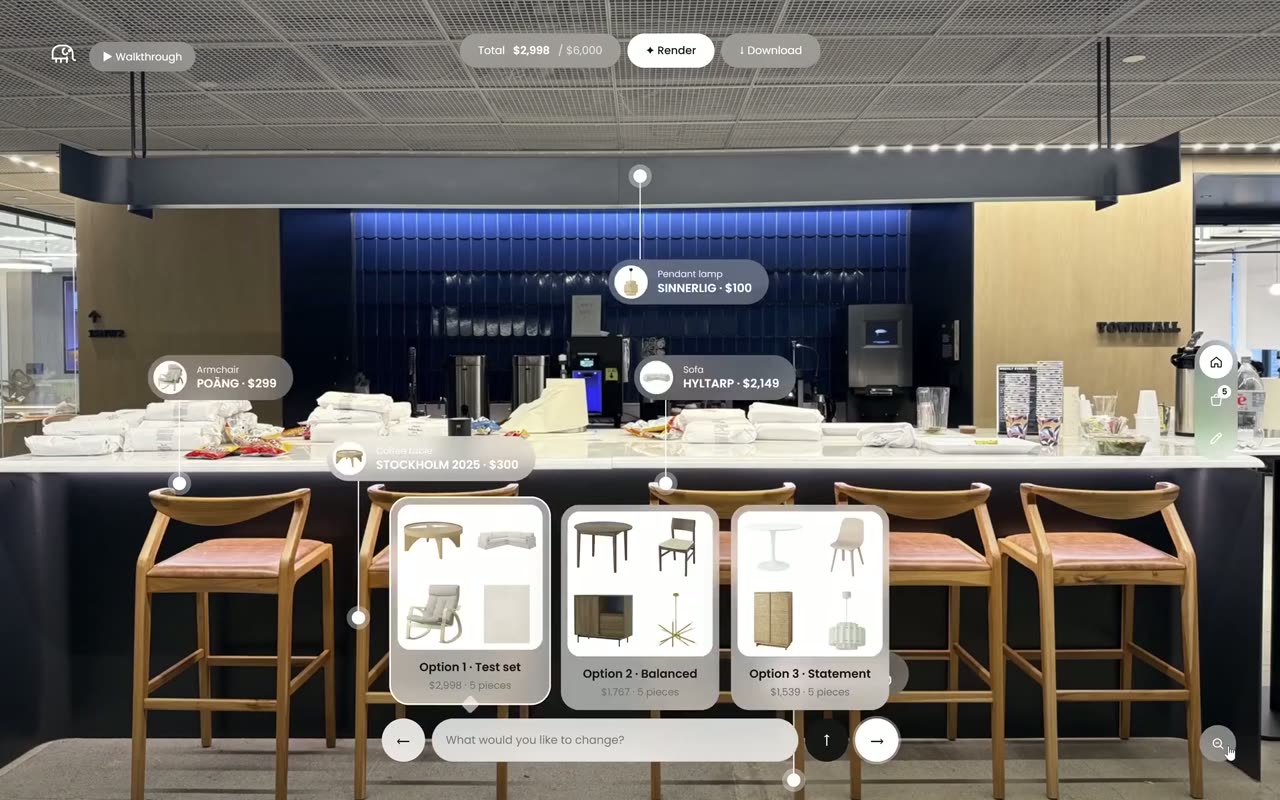 Walkthrough
Total $2,998 / $6,000
Render
Download
Pendant lamp
SINNERLIG · $100
TOWNHALL
Armchair
POÄNG · $299
Sofa
HYLTARP · $2,149
5
Coffee table
STOCKHOLM 2025 · $300
Option 1 · Test set
$2,998 · 5 pieces
Option 2 · Balanced
$1,767 · 5 pieces
Option 3 · Statement
$1,539 · 5 pieces
What would you like to change?